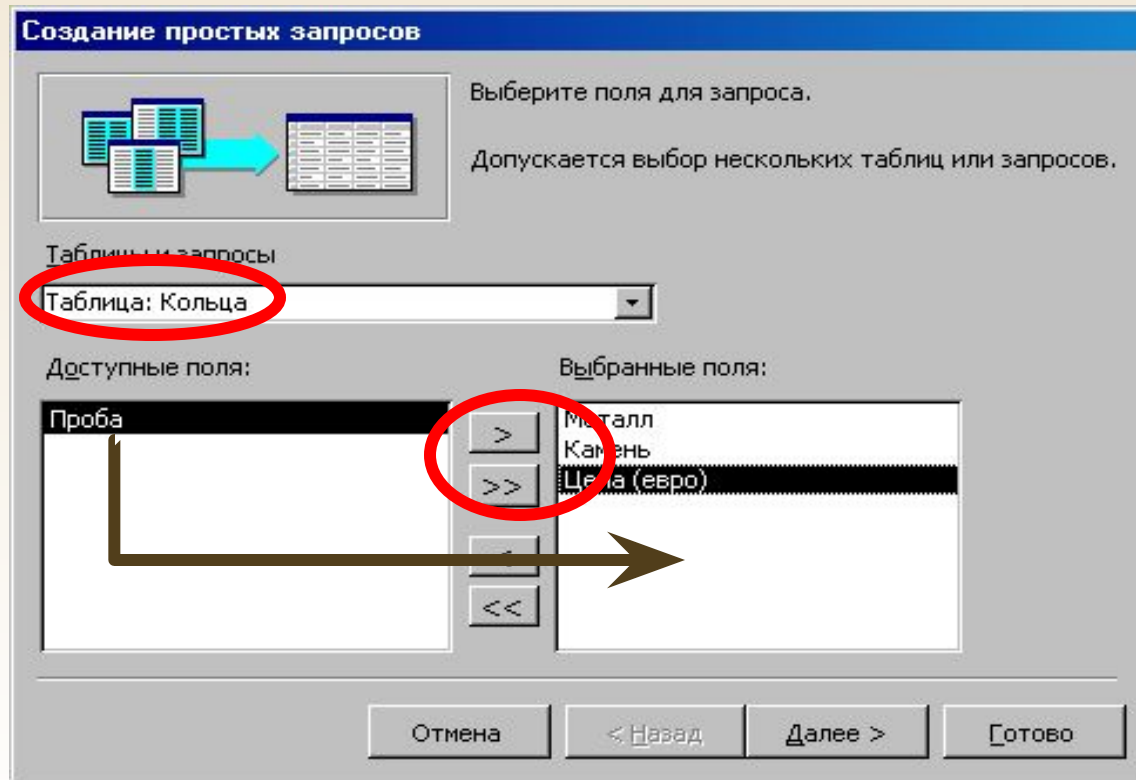 Создание простых запросов
Выберите поля для запроса.
Допускается выбор нескольких таблиц или запросов.
Таблицы и запросы
Таблица: Кольца
Доступные поля:
Выбранные поля:
Проба
>
>>
<
<<
Металл
Камень
Цена (евро)
Отмена
< Назад
Далее >
Готово